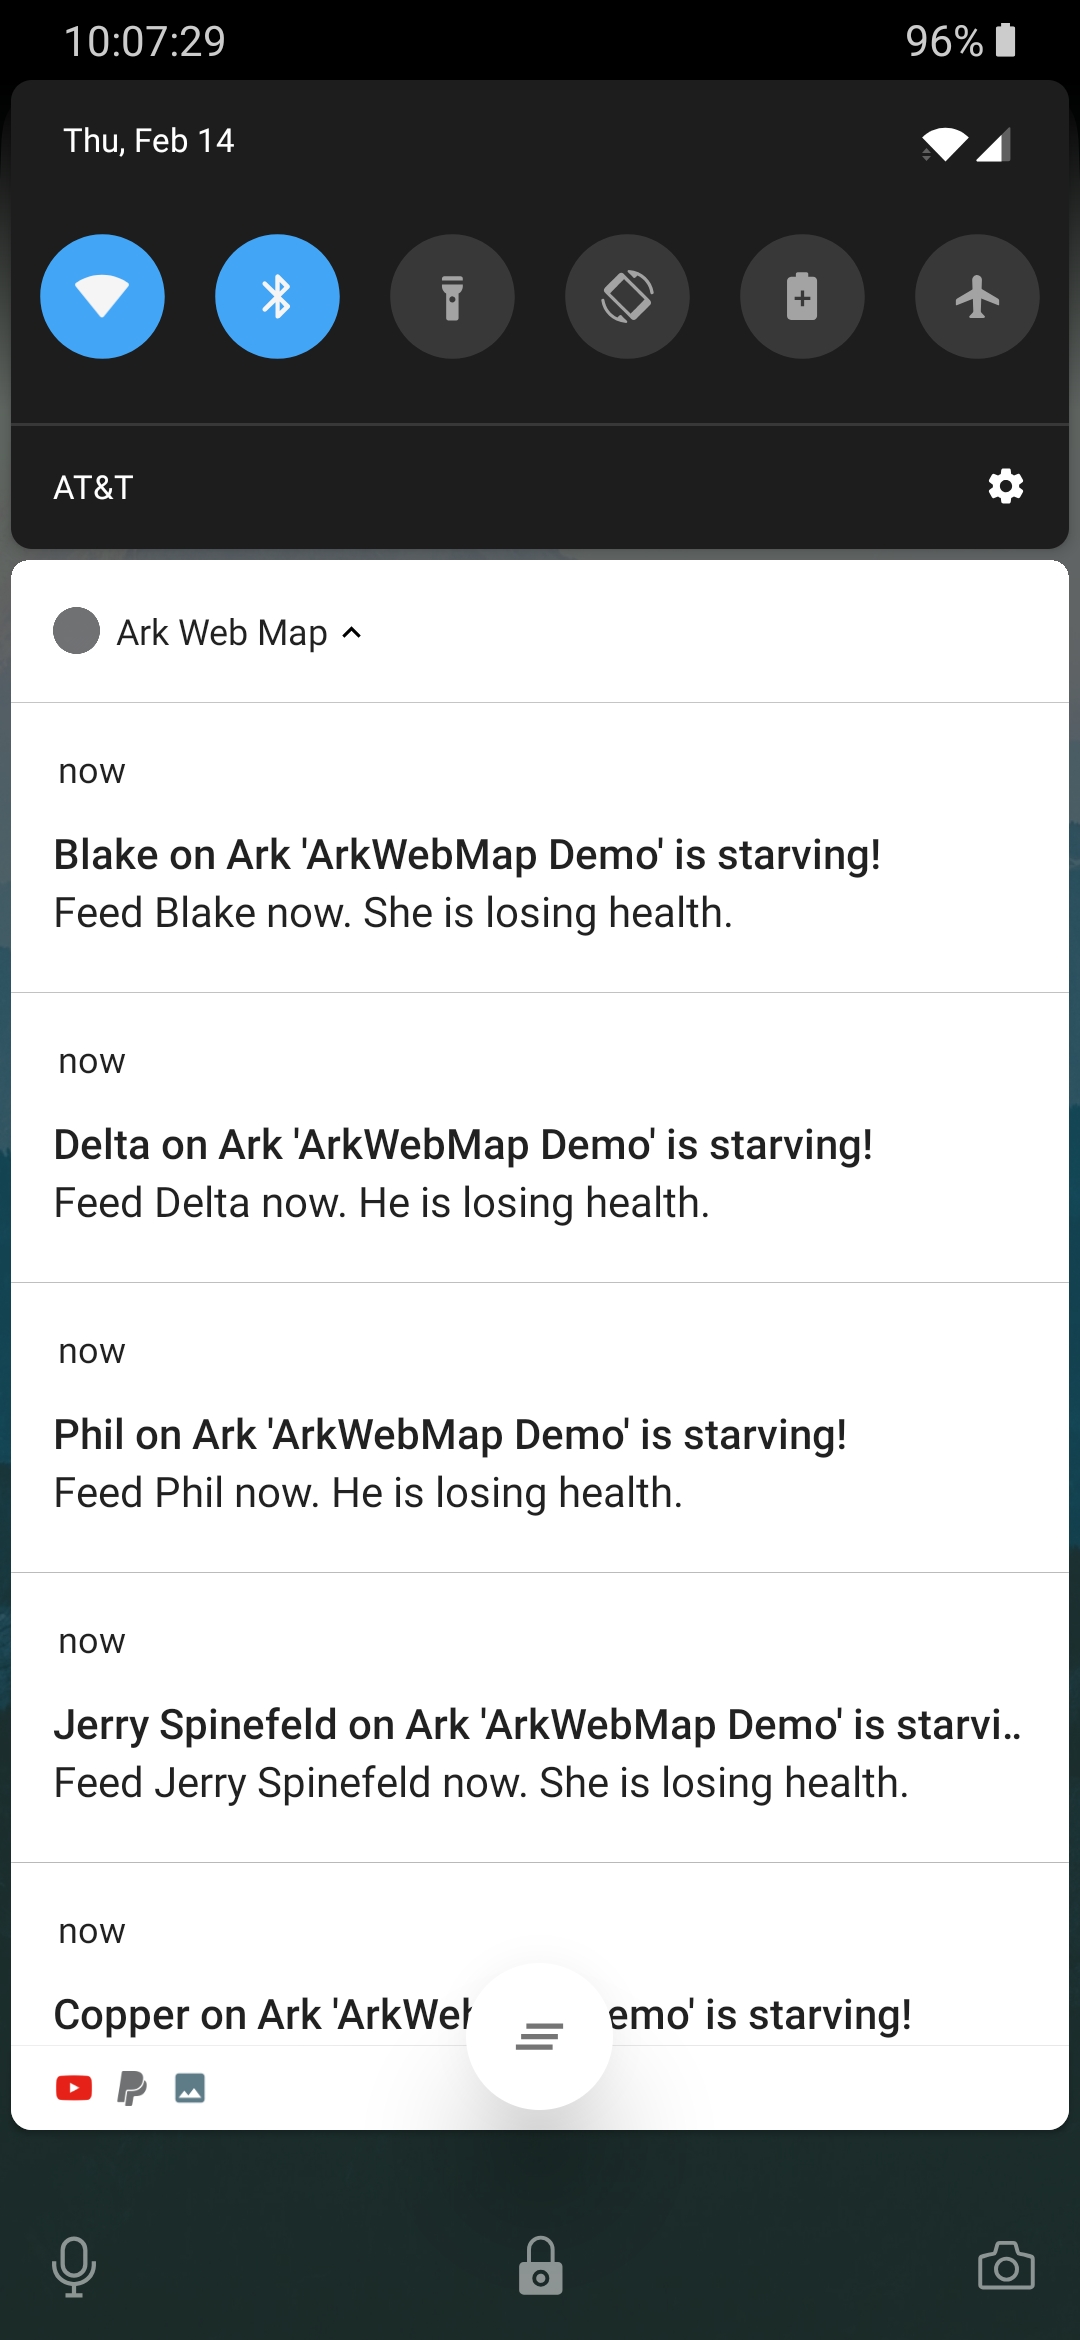 10:07:29 96%
Thu, Feb 14
AT&T
Ark Web Map
now
Blake on Ark 'ArkWebMap Demo' is starving!
Feed Blake now. She is losing health.
now
Delta on Ark 'ArkWebMap Demo' is starving!
Feed Delta now. He is losing health.
now
Phil on Ark 'ArkWebMap Demo' is starving!
Feed Phil now. He is losing health.
now
Jerry Spinefeld on Ark 'ArkWebMap Demo' is starvi..
Feed Jerry Spinefeld now. She is losing health.
now
Copper on Ark 'ArkWeb emo' is starving!